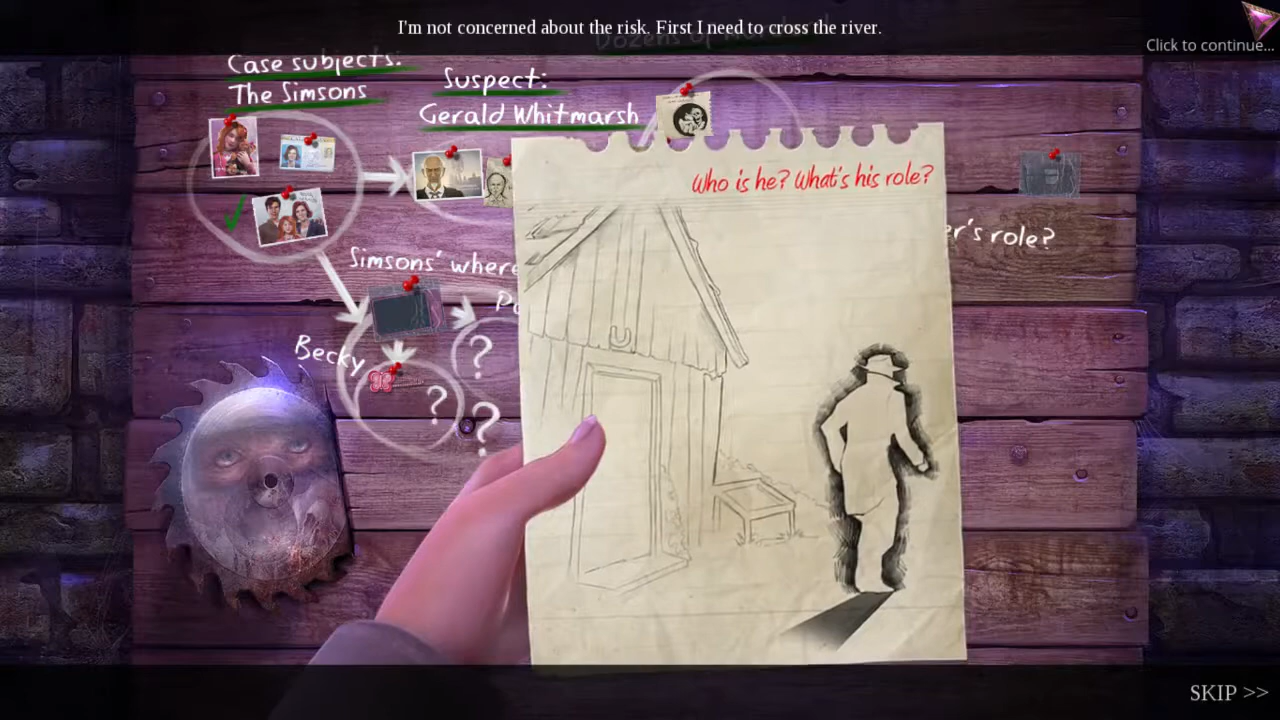 I'm not concerned about the risk. First I need to cross the river.
Click to continue...
Case subjects:
The Simsons
Suspect:
Gerald Whitmarsh
Who is he? What's his role?
er's role?
Simsons' where
Becky
?
?
?
SKIP >>